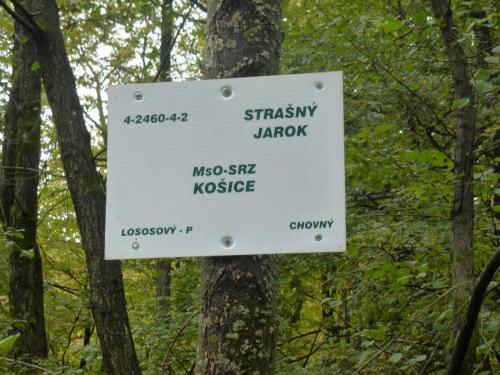 4-2460-4-2
STRAŠNÝ
JAROK
MsO-SRZ
KOŠICE
LOSOSOVÝ - P
CHOVNÝ